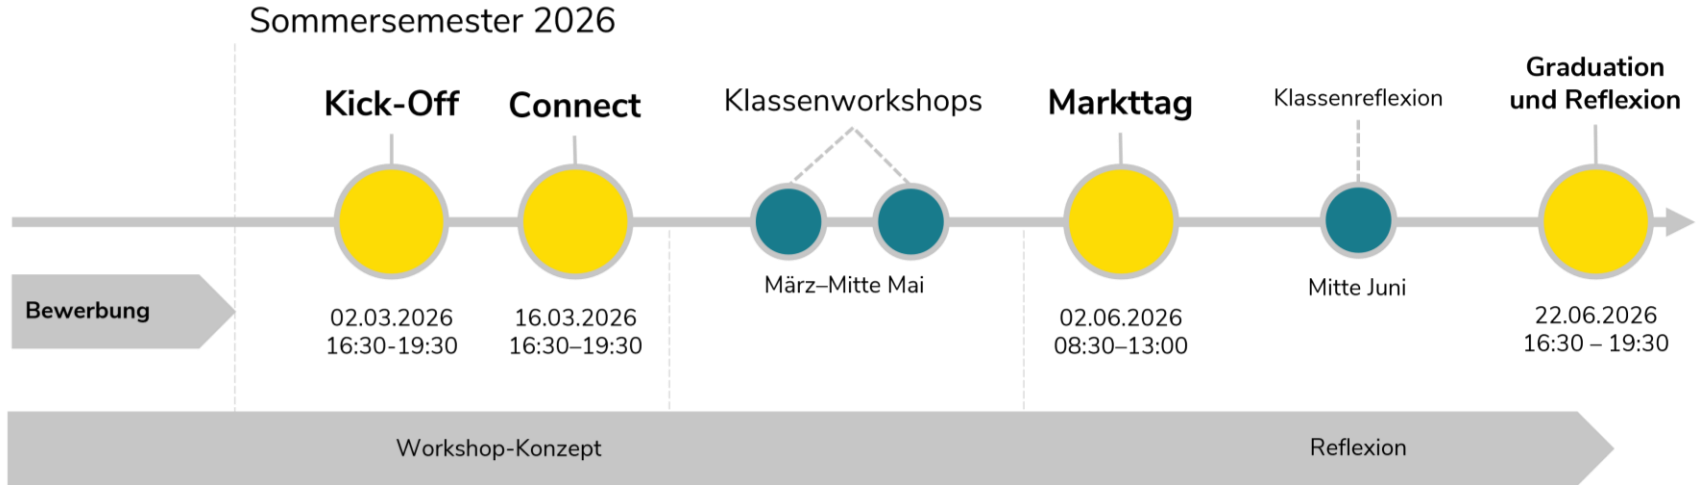 Sommersemester 2026
Kick-Off
Connect
Klassenworkshops
Markttag
Klassenreflexion
Graduation
und Reflexion
Bewerbung
02.03.2026
16:30-19:30
16.03.2026
16:30–19:30
März–Mitte Mai
02.06.2026
08:30–13:00
Mitte Juni
22.06.2026
16:30 – 19:30
Workshop-Konzept
Reflexion